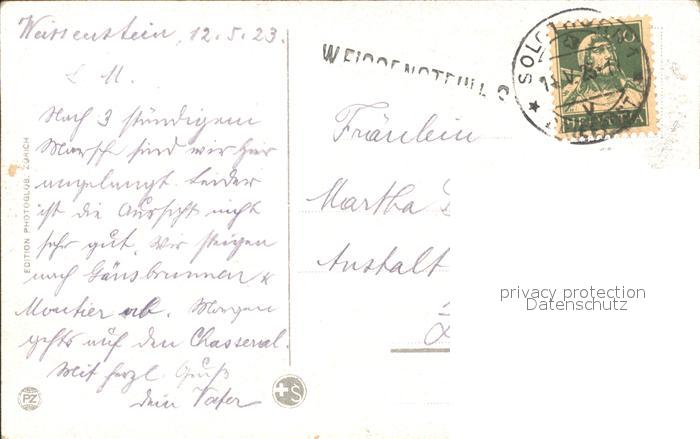 Weissenstein, 12.5.23.
L M.
Nach 3 stündigem
Marsch sind wir hier
angelangt. Leider
ist die Aussicht nicht
sehr gut. Wir steigen
nach Gänsbrunnen &
Moutier ab. Morgen
gehts auf den Chasseral.
Mit herzl. Gruß
dein Vater
EDITION PHOTOGLOB, ZÜRICH
PZ
S
WEISSENSTEIN
SOLO
10
HELVETIA
Fräulein
Martha
Anstalt
privacy protection
Datenschutz